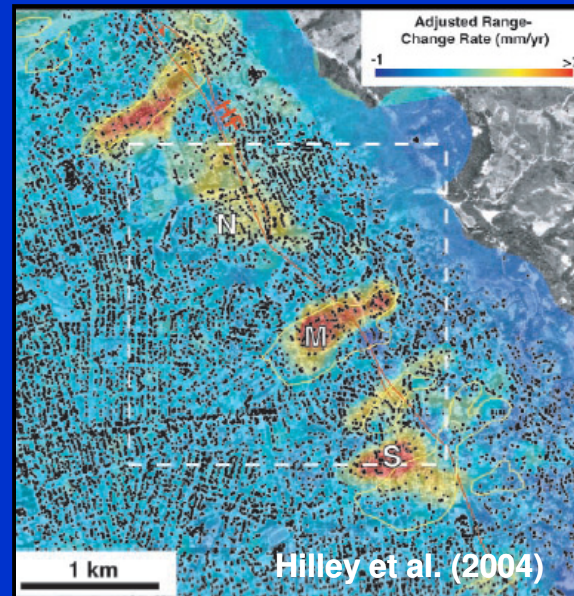 Adjusted Range-
Change Rate (mm/yr)
-1
N
M
S
1 km
Hilley et al. (2004)